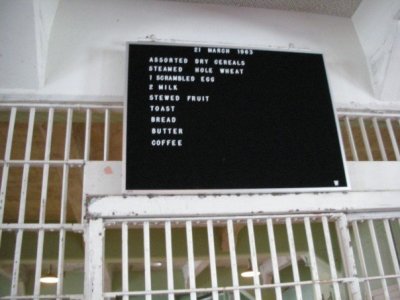 21 MARCH 1963
ASSORTED DRY CEREALS
STEAMED HOLE WHEAT
1 SCRAMBLED EGG
2 MILK
STEWED FRUIT
TOAST
BREAD
BUTTER
COFFEE